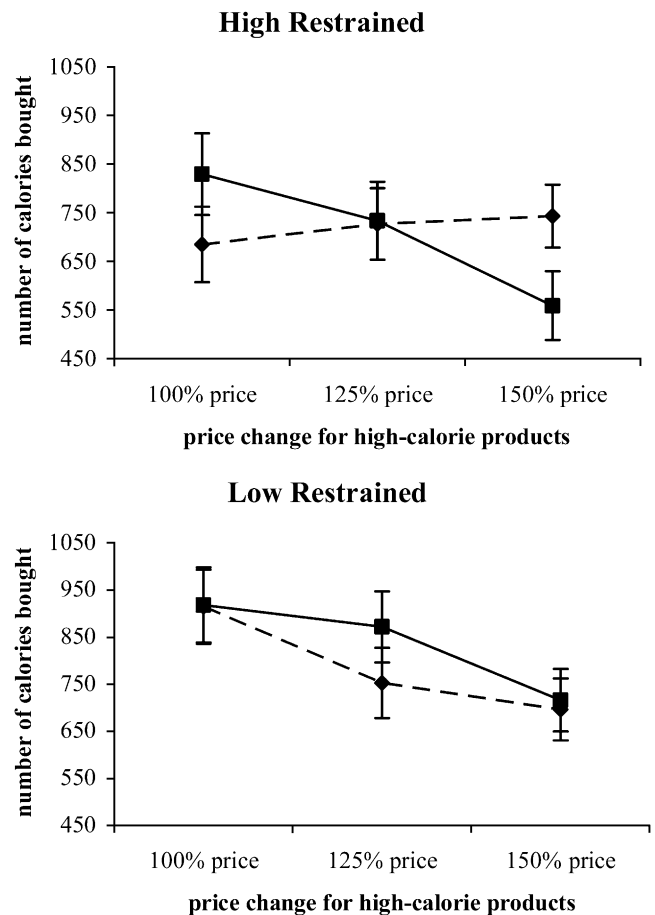 High Restrained
number of calories bought
1050
950
850
750
650
550
450
100% price 125% price 150% price
price change for high-calorie products
Low Restrained
number of calories bought
1050
950
850
750
650
550
450
100% price 125% price 150% price
price change for high-calorie products